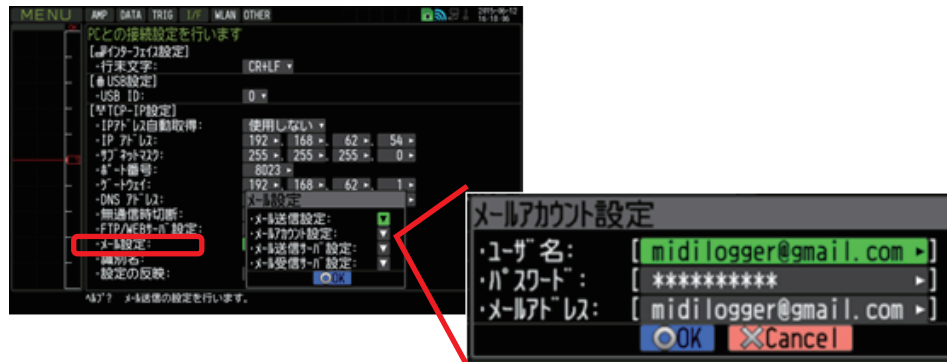 MENU AMP DATA TRIG I/F WLAN OTHER 2015-06-12
16:10:06
PCとの接続設定を行います
[インターフェイス設定]
・行末文字: CR+LF
[USB設定]
・USB ID: 0
[TCP-IP設定]
・IPアドレス自動取得: 使用しない
・IP アドレス: 192 . 168 . 62 . 54
・サブネットマスク: 255 . 255 . 255 . 0
・ポート番号: 8023
・ゲートウェイ: 192 . 168 . 62 . 1
・DNS アドレス:
・無通信時切断:
・FTP/WEBサーバ設定:
・メール設定:
・識別名:
・設定の反映:
メール設定
・メール送信設定:
・メールアカウント設定:
・メール送信サーバ設定:
・メール受信サーバ設定:
OK
ヘルプ? メール送信の設定を行います。
メールアカウント設定
・ユーザ名: [ midilogger@gmail.com ]
・パスワード: [ ********** ]
・メールアドレス: [ midilogger@gmail.com ]
OK Cancel